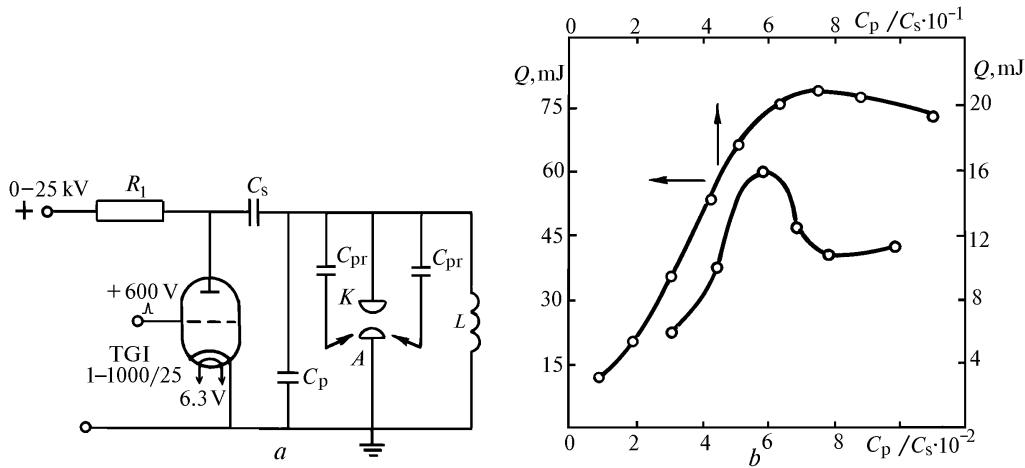 0–25 kV
+
R1
Cs
Cpr
Cpr
K
A
L
+600 V
TGI
1–1000/25
6.3 V
Cp
a
0 2 4 6 8 Cp /Cs·10-1
Q, mJ
75
60
45
30
15
Q, mJ
20
16
12
8
4
0 2 4 6 8 Cp /Cs·10-2
b